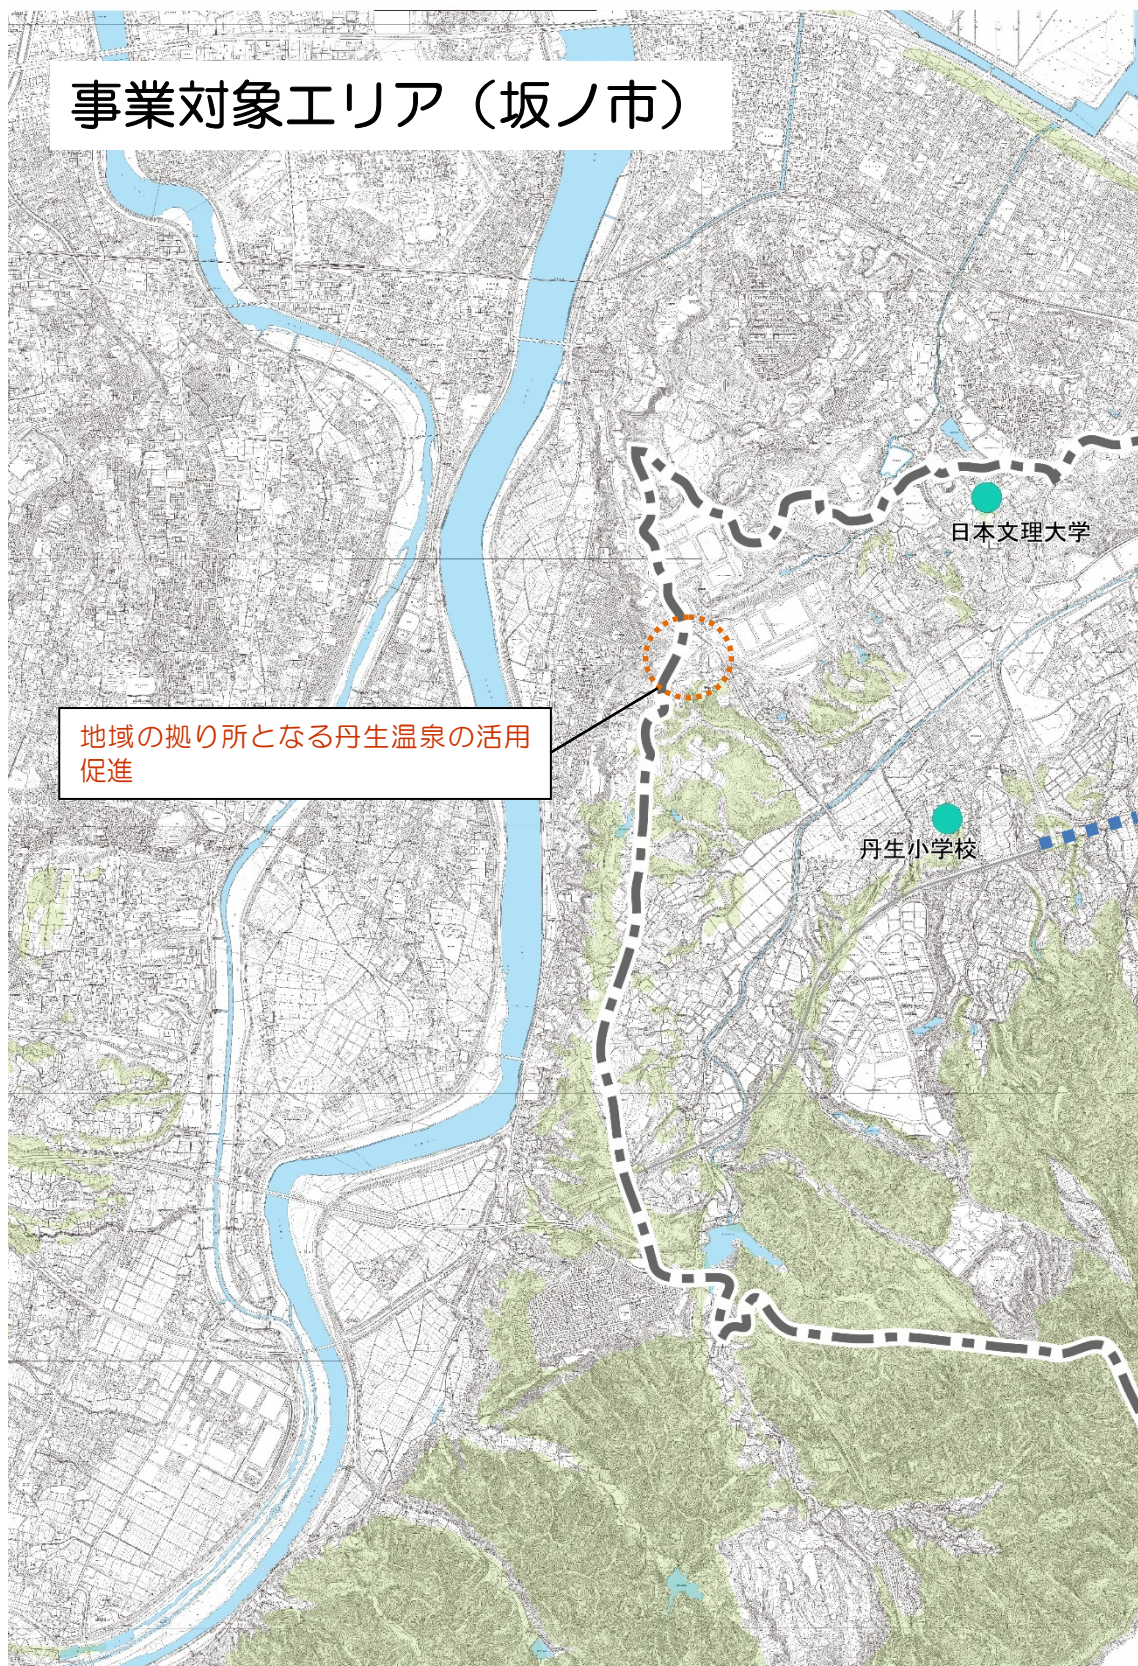 事業対象エリア（坂ノ市）
日本文理大学
地域の拠り所となる丹生温泉の活用
促進
丹生小学校